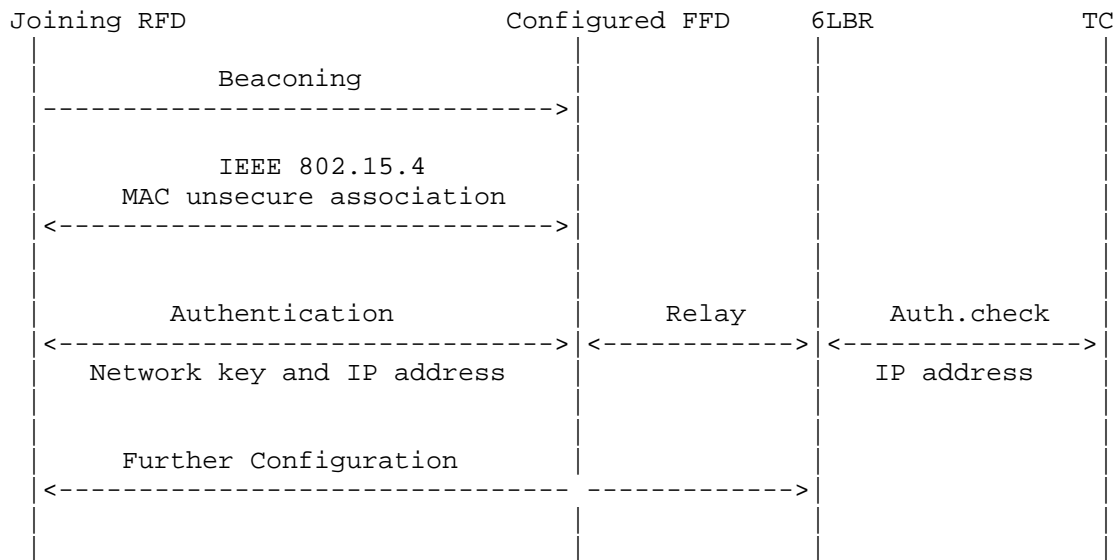 Joining RFD Configured FFD 6LBR TC
Beaconing
IEEE 802.15.4
MAC unsecure association
Authentication Relay Auth.check
Network key and IP address IP address
Further Configuration